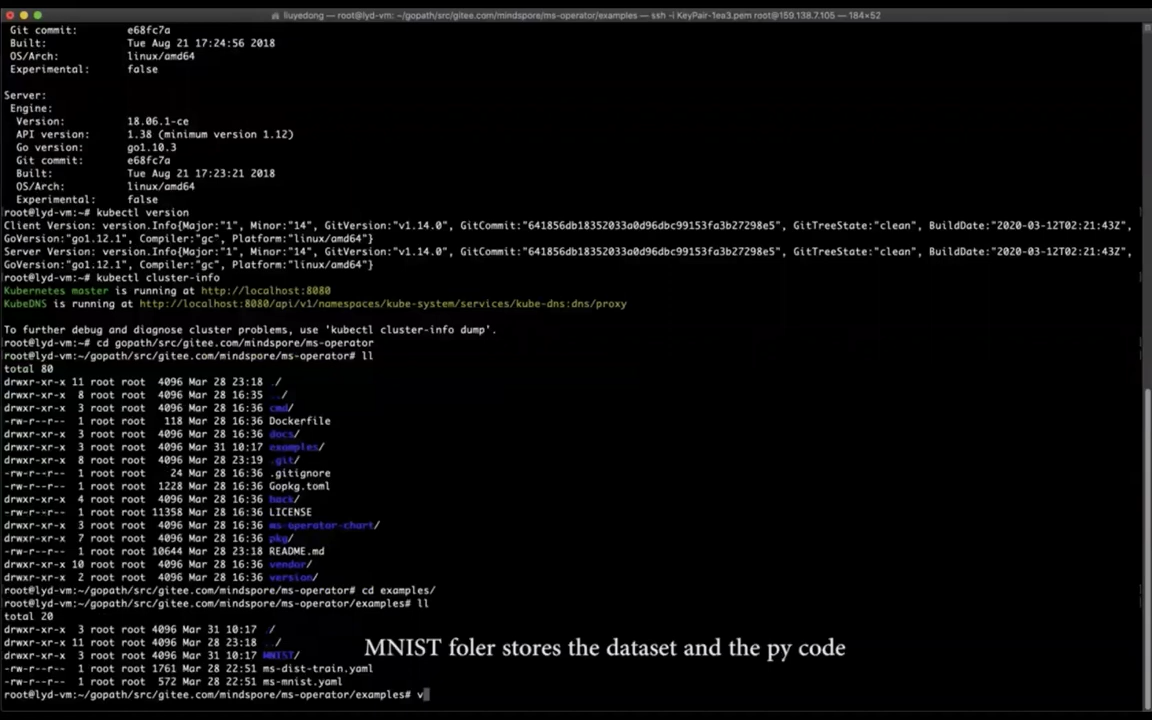 liuyedong — root@lyd-vm: ~/gopath/src/gitee.com/mindspore/ms-operator/examples — ssh -i KeyPair-1ea3.pem root@159.138.7.105 — 184×52
Git commit: e68fc7a
Built: Tue Aug 21 17:24:56 2018
OS/Arch: linux/amd64
Experimental: false
Server:
Engine:
Version: 18.06.1-ce
API version: 1.38 (minimum version 1.12)
Go version: go1.10.3
Git commit: e68fc7a
Built: Tue Aug 21 17:23:21 2018
OS/Arch: linux/amd64
Experimental: false
root@lyd-vm:~# kubectl version
Client Version: version.Info{Major:"1", Minor:"14", GitVersion:"v1.14.0", GitCommit:"641856db18352033a0d96dbc99153fa3b27298e5", GitTreeState:"clean", BuildDate:"2020-03-12T02:21:43Z",
GoVersion:"go1.12.1", Compiler:"gc", Platform:"linux/amd64"}
Server Version: version.Info{Major:"1", Minor:"14", GitVersion:"v1.14.0", GitCommit:"641856db18352033a0d96dbc99153fa3b27298e5", GitTreeState:"clean", BuildDate:"2020-03-12T02:21:43Z",
GoVersion:"go1.12.1", Compiler:"gc", Platform:"linux/amd64"}
root@lyd-vm:~# kubectl cluster-info
Kubernetes master is running at http://localhost:8080
KubeDNS is running at http://localhost:8080/api/v1/namespaces/kube-system/services/kube-dns:dns/proxy
To further debug and diagnose cluster problems, use 'kubectl cluster-info dump'.
root@lyd-vm:~# cd gopath/src/gitee.com/mindspore/ms-operator
root@lyd-vm:~/gopath/src/gitee.com/mindspore/ms-operator# ll
total 80
drwxr-xr-x 11 root root 4096 Mar 28 23:18 ./
drwxr-xr-x 8 root root 4096 Mar 28 16:35 ../
drwxr-xr-x 3 root root 4096 Mar 28 16:36 cmd/
-rw-r--r-- 1 root root 118 Mar 28 16:36 Dockerfile
drwxr-xr-x 3 root root 4096 Mar 28 16:36 docs/
drwxr-xr-x 3 root root 4096 Mar 31 10:17 examples/
drwxr-xr-x 8 root root 4096 Mar 28 23:19 .git/
-rw-r--r-- 1 root root 24 Mar 28 16:36 .gitignore
-rw-r--r-- 1 root root 1228 Mar 28 16:36 Gopkg.toml
drwxr-xr-x 4 root root 4096 Mar 28 16:36 hack/
-rw-r--r-- 1 root root 11358 Mar 28 16:36 LICENSE
drwxr-xr-x 3 root root 4096 Mar 28 16:36 ms-operator-chart/
drwxr-xr-x 7 root root 4096 Mar 28 16:36 pkg/
-rw-r--r-- 1 root root 10644 Mar 28 23:18 README.md
drwxr-xr-x 10 root root 4096 Mar 28 16:36 vendor/
drwxr-xr-x 2 root root 4096 Mar 28 16:36 version/
root@lyd-vm:~/gopath/src/gitee.com/mindspore/ms-operator# cd examples/
root@lyd-vm:~/gopath/src/gitee.com/mindspore/ms-operator/examples# ll
total 20
drwxr-xr-x 3 root root 4096 Mar 31 10:17 ./
drwxr-xr-x 11 root root 4096 Mar 28 23:18 ../
drwxr-xr-x 3 root root 4096 Mar 31 10:17 MNIST/
-rw-r--r-- 1 root root 1761 Mar 28 22:51 ms-dist-train.yaml
-rw-r--r-- 1 root root 572 Mar 28 22:51 ms-mnist.yaml
root@lyd-vm:~/gopath/src/gitee.com/mindspore/ms-operator/examples# v
MNIST foler stores the dataset and the py code